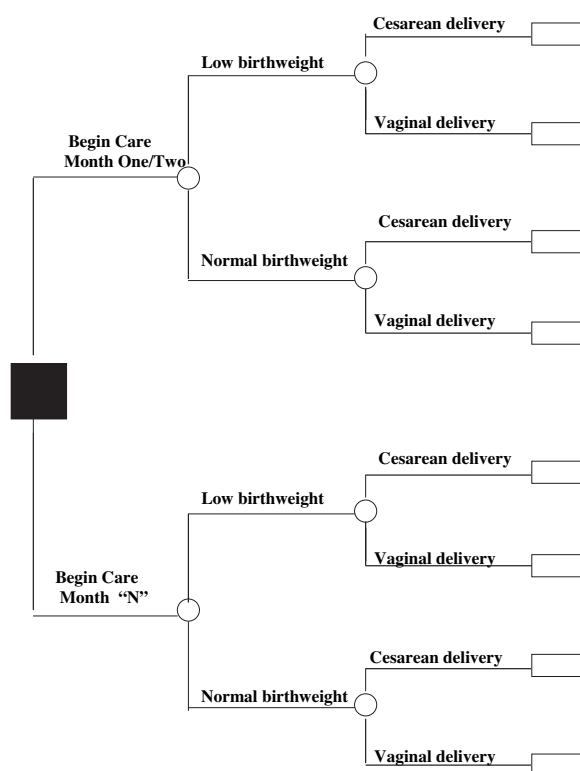 Cesarean delivery
Low birthweight
Vaginal delivery
Begin Care
Month One/Two
Cesarean delivery
Normal birthweight
Vaginal delivery
Cesarean delivery
Low birthweight
Vaginal delivery
Begin Care
Month “N”
Cesarean delivery
Normal birthweight
Vaginal delivery